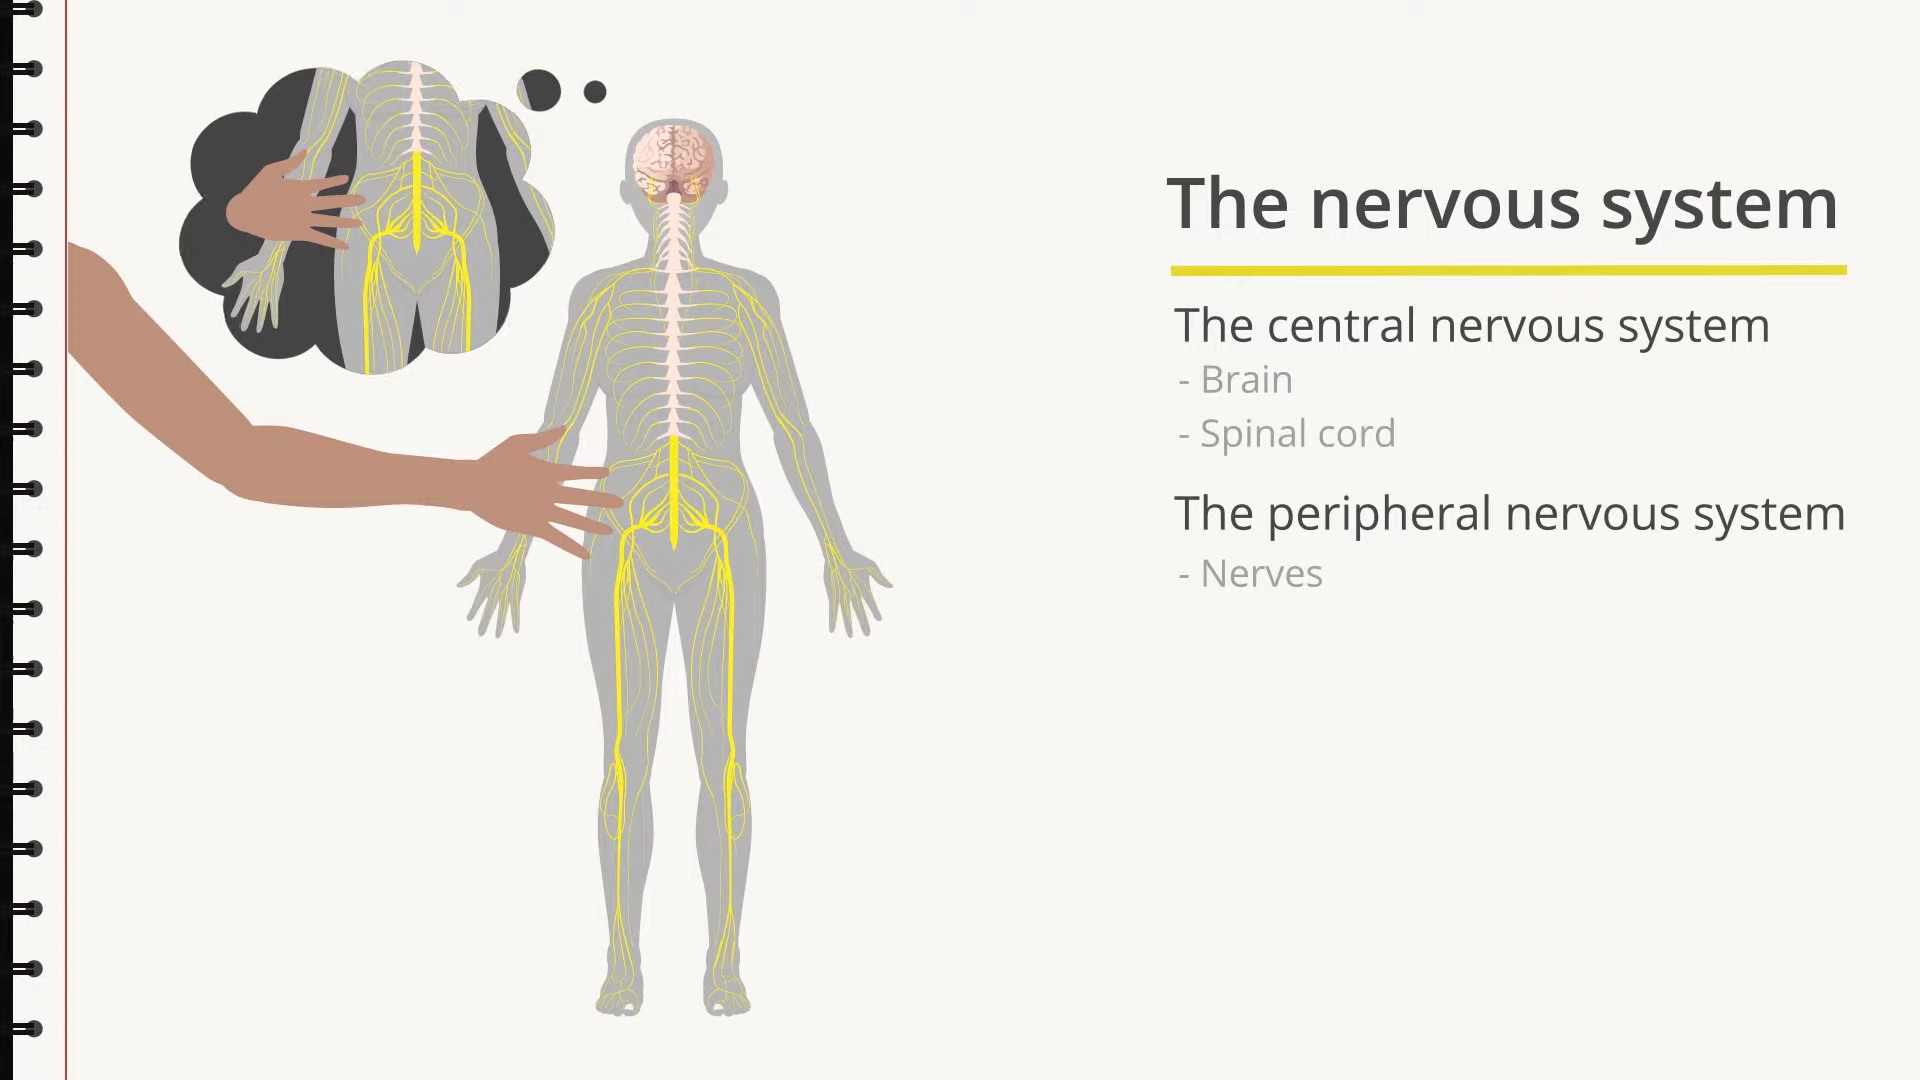 The nervous system
The central nervous system
- Brain
- Spinal cord
The peripheral nervous system
- Nerves